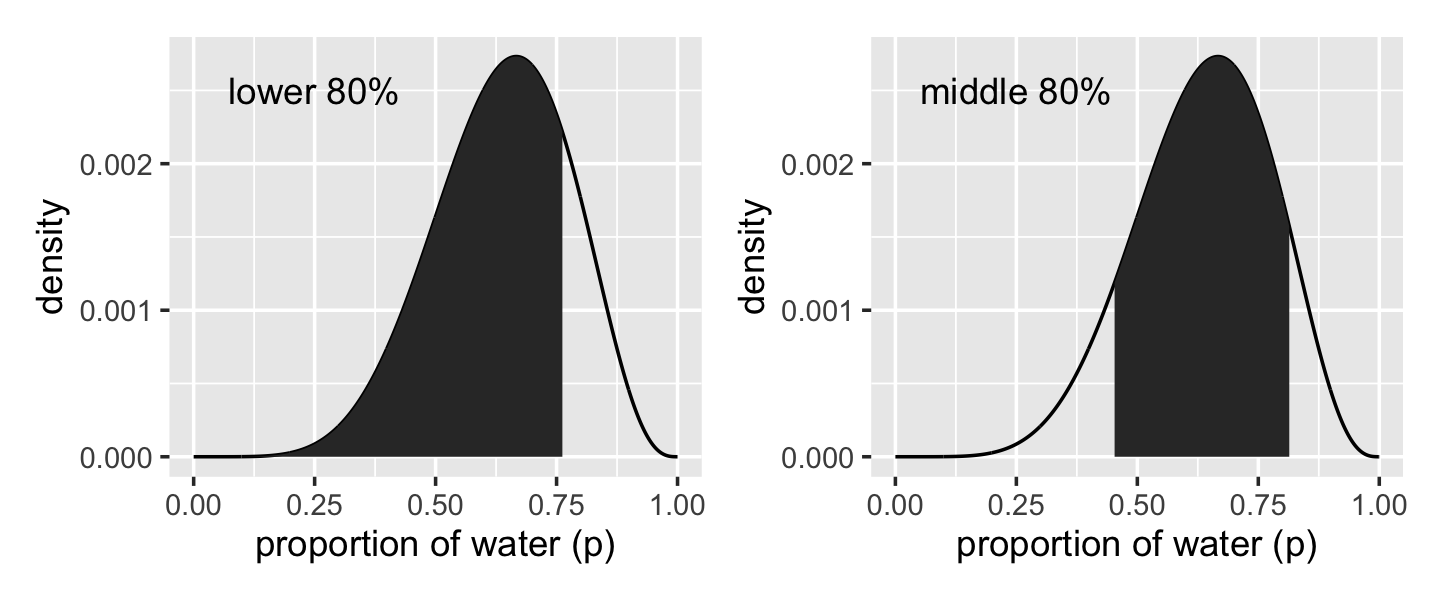 lower 80%
0.002
0.001
0.000
density
0.00 0.25 0.50 0.75 1.00
proportion of water (p)
middle 80%
0.002
0.001
0.000
density
0.00 0.25 0.50 0.75 1.00
proportion of water (p)